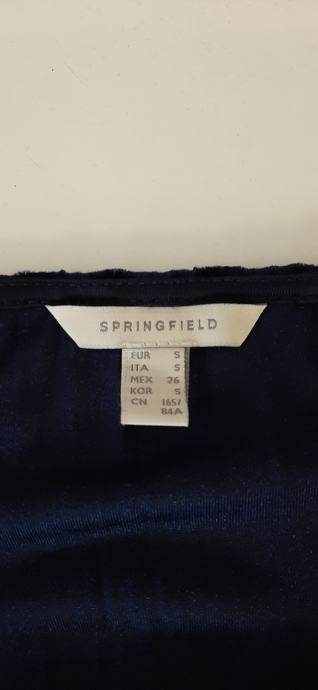 SPRINGFIELD
EUR S
ITA S
MEX 26
KOR S
CN 165/
84A